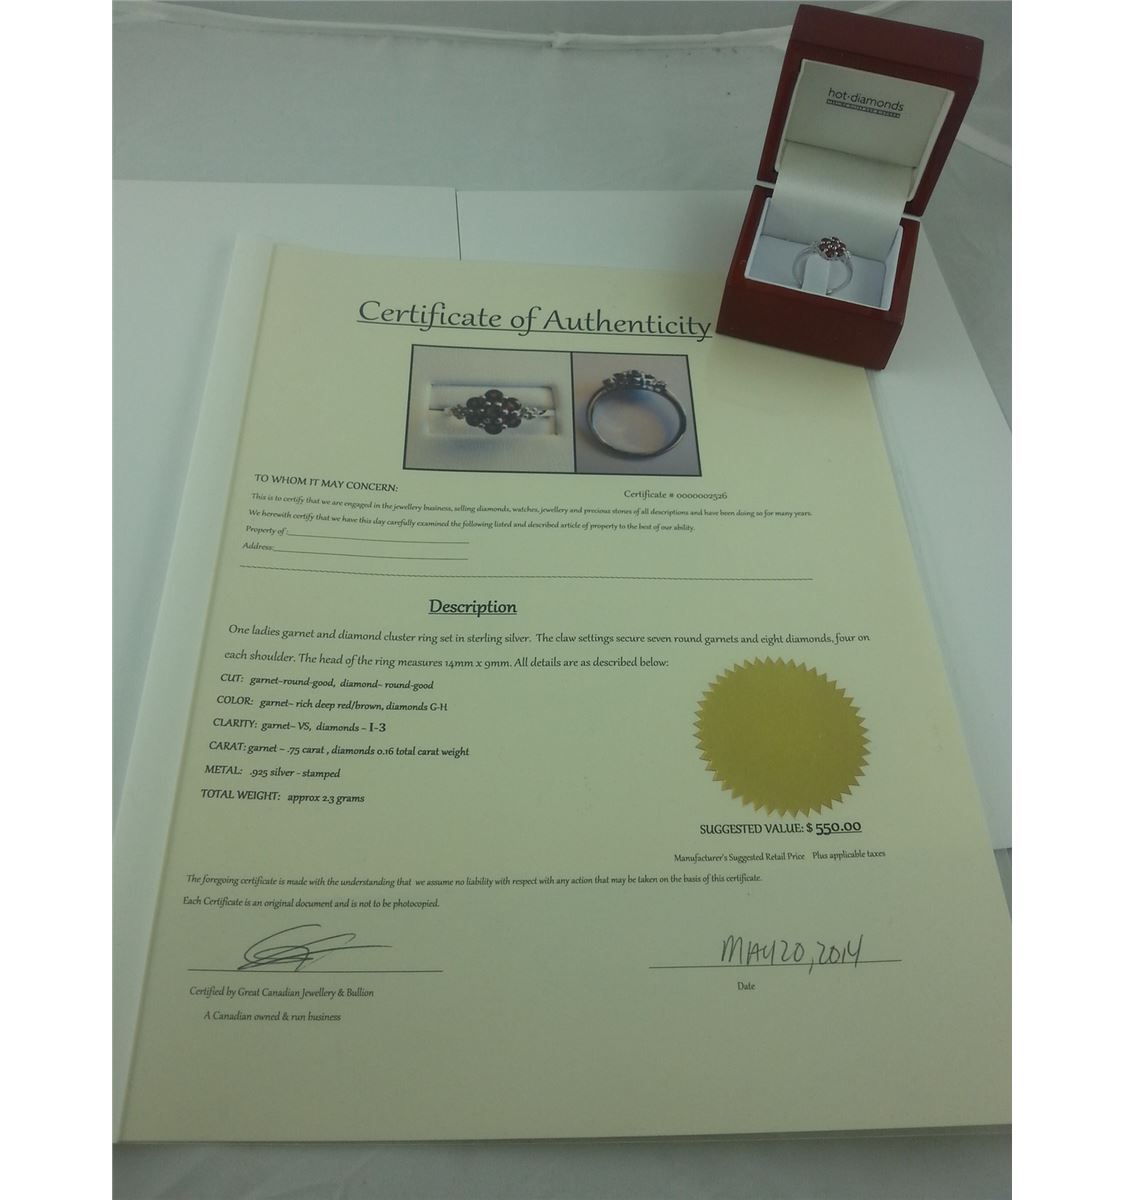 hot·diamonds
Certificate of Authenticity
TO WHOM IT MAY CONCERN:
Certificate # 0000002526
This is to certify that we are engaged in the jewellery business, selling diamonds, watches, jewellery and precious stones of all descriptions and have been doing so for many years.
We herewith certify that we have this day carefully examined the following listed and described article of property to the best of our ability.
Property of:
Address:
Description
One ladies garnet and diamond cluster ring set in sterling silver. The claw settings secure seven round garnets and eight diamonds, four on
each shoulder. The head of the ring measures 14mm x 9mm. All details are as described below:
CUT: garnet~round-good, diamond~ round-good
COLOR: garnet~ rich deep red/brown, diamonds G-H
CLARITY: garnet~ VS, diamonds ~ I-3
CARAT: garnet ~ .75 carat , diamonds 0.16 total carat weight
METAL: .925 silver - stamped
TOTAL WEIGHT: approx 2.3 grams
SUGGESTED VALUE: $ 550.00
Manufacturer's Suggested Retail Price Plus applicable taxes
The foregoing certificate is made with the understanding that we assume no liability with respect with any action that may be taken on the basis of this certificate.
Each Certificate is an original document and is not to be photocopied.
MAY 20, 2014
Certified by Great Canadian Jewellery & Bullion
Date
A Canadian owned & run business